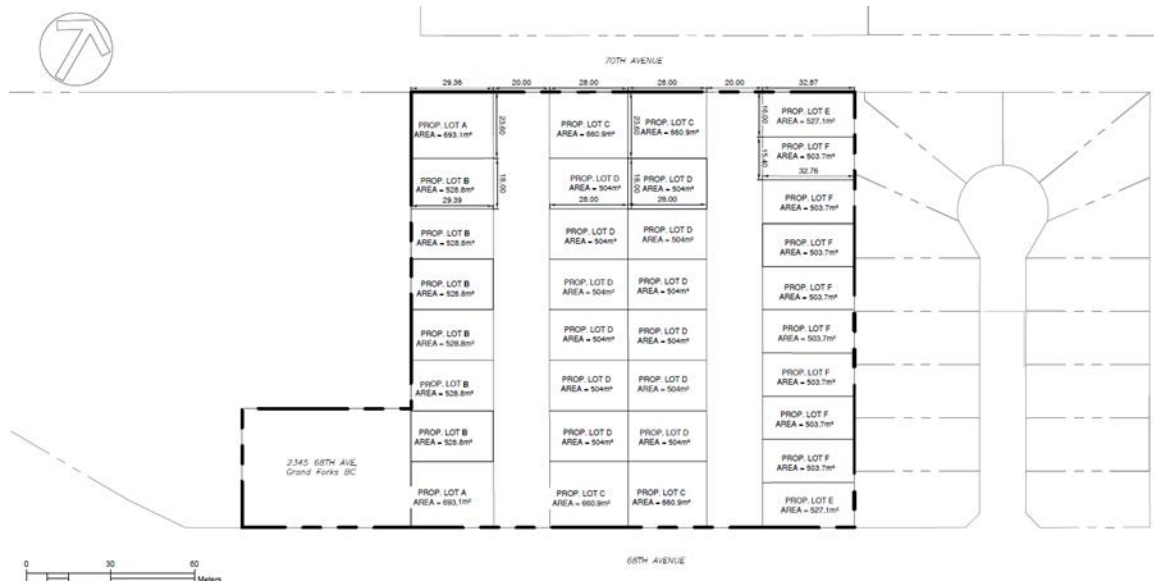 70TH AVENUE
29.36 20.00 28.00 28.00 20.00 32.87
PROP. LOT A
AREA = 693.1m²
23.60
PROP. LOT C
AREA = 660.9m²
23.60
PROP. LOT C
AREA = 660.9m²
16.00
PROP. LOT E
AREA = 527.1m²
15.40
PROP. LOT F
AREA = 503.7m²
32.76
PROP. LOT B
AREA = 528.8m²
29.39
18.00
PROP. LOT D
AREA = 504m²
28.00
18.00
PROP. LOT D
AREA = 504m²
28.00
PROP. LOT F
AREA = 503.7m²
PROP. LOT B
AREA = 528.8m²
PROP. LOT D
AREA = 504m²
PROP. LOT D
AREA = 504m²
PROP. LOT F
AREA = 503.7m²
PROP. LOT B
AREA = 528.8m²
PROP. LOT D
AREA = 504m²
PROP. LOT D
AREA = 504m²
PROP. LOT F
AREA = 503.7m²
PROP. LOT B
AREA = 528.8m²
PROP. LOT D
AREA = 504m²
PROP. LOT D
AREA = 504m²
PROP. LOT F
AREA = 503.7m²
PROP. LOT B
AREA = 528.8m²
PROP. LOT D
AREA = 504m²
PROP. LOT D
AREA = 504m²
PROP. LOT F
AREA = 503.7m²
PROP. LOT B
AREA = 528.8m²
PROP. LOT D
AREA = 504m²
PROP. LOT D
AREA = 504m²
PROP. LOT F
AREA = 503.7m²
PROP. LOT F
AREA = 503.7m²
2345 68TH AVE,
Grand Forks BC
PROP. LOT A
AREA = 693.1m²
PROP. LOT C
AREA = 660.9m²
PROP. LOT C
AREA = 660.9m²
PROP. LOT E
AREA = 527.1m²
68TH AVENUE
0 30 60
Meters